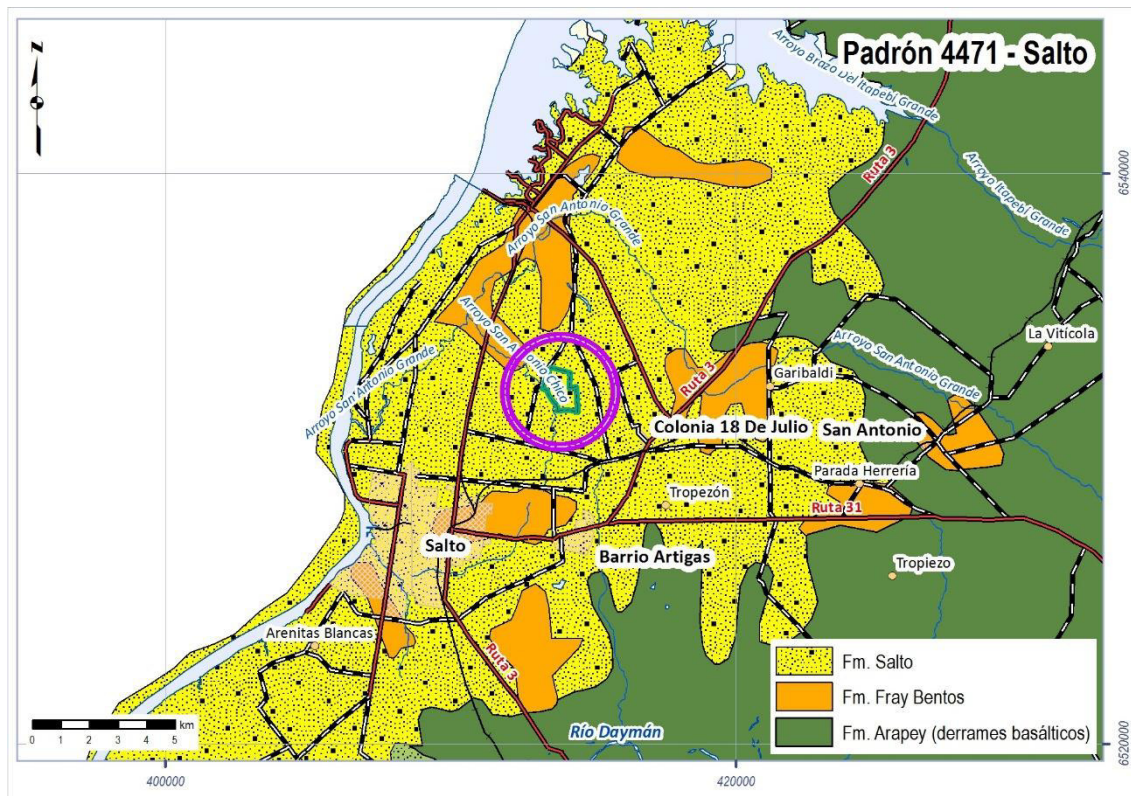 Padrón 4471 - Salto
N
Arroyo Brazo Del Itapebí Grande
Ruta 3
Arroyo Itapebí Grande
6540000
Arroyo San Antonio Grande
Arroyo San Antonio Chico
Arroyo San Antonio Grande
La Vitícola
Arroyo San Antonio Grande
Ruta 3
Garibaldi
Colonia 18 De Julio
San Antonio
Parada Herrería
Tropezón
Ruta 31
Salto
Barrio Artigas
Tropiezo
Arenitas Blancas
Ruta 3
Fm. Salto
Fm. Fray Bentos
Fm. Arapey (derrames basálticos)
Río Daymán
km
0 1 2 3 4 5
6520000
400000
420000